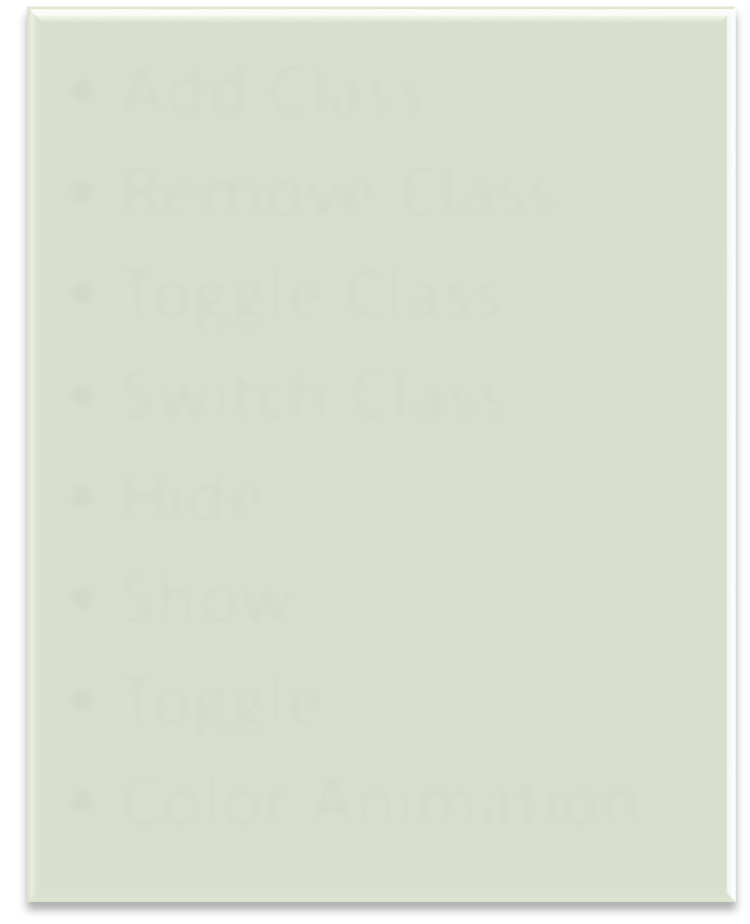 • Add Class
• Remove Class
• Toggle Class
• Switch Class
• Hide
• Show
• Toggle
• Color Animation